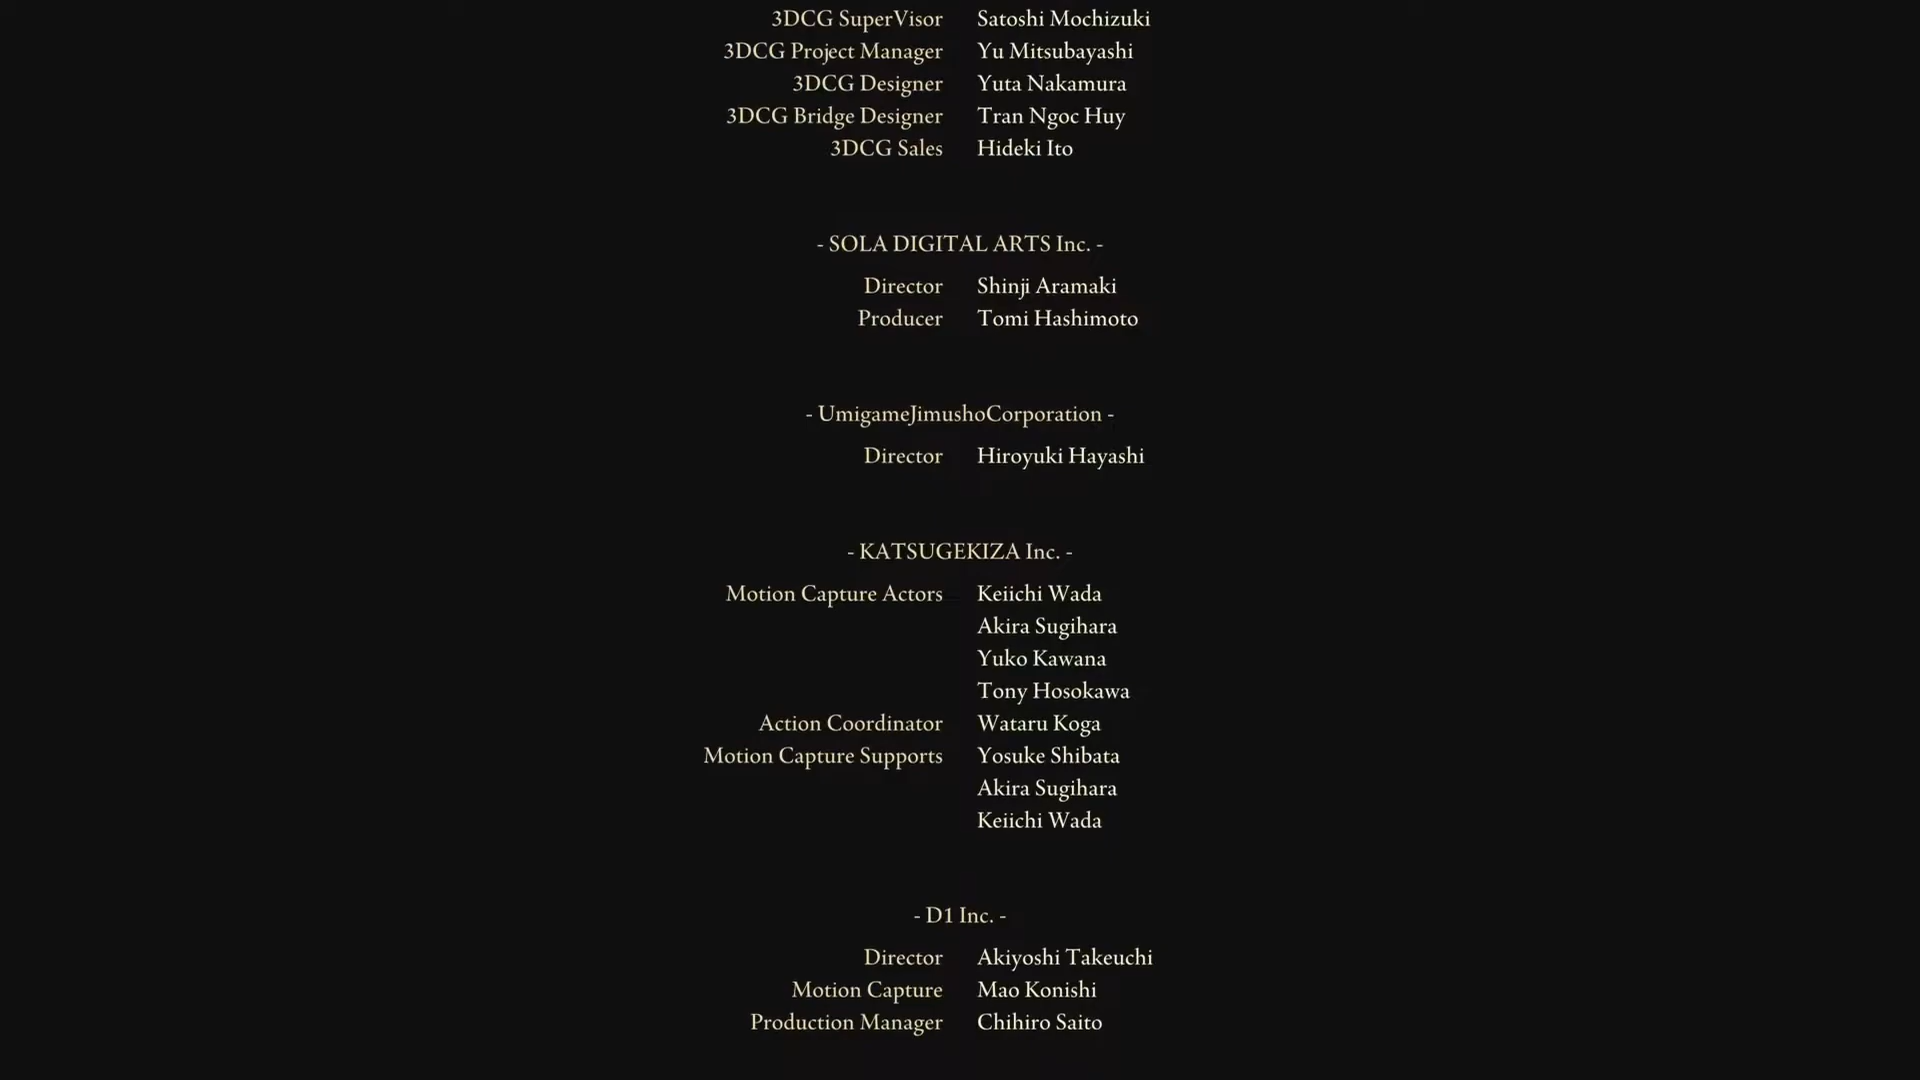 3DCG SuperVisor Satoshi Mochizuki
3DCG Project Manager Yu Mitsubayashi
3DCG Designer Yuta Nakamura
3DCG Bridge Designer Tran Ngoc Huy
3DCG Sales Hideki Ito
- SOLA DIGITAL ARTS Inc. -
Director Shinji Aramaki
Producer Tomi Hashimoto
- UmigameJimushoCorporation -
Director Hiroyuki Hayashi
- KATSUGEKIZA Inc. -
Motion Capture Actors Keiichi Wada
Akira Sugihara
Yuko Kawana
Tony Hosokawa
Action Coordinator Wataru Koga
Motion Capture Supports Yosuke Shibata
Akira Sugihara
Keiichi Wada
- D1 Inc. -
Director Akiyoshi Takeuchi
Motion Capture Mao Konishi
Production Manager Chihiro Saito